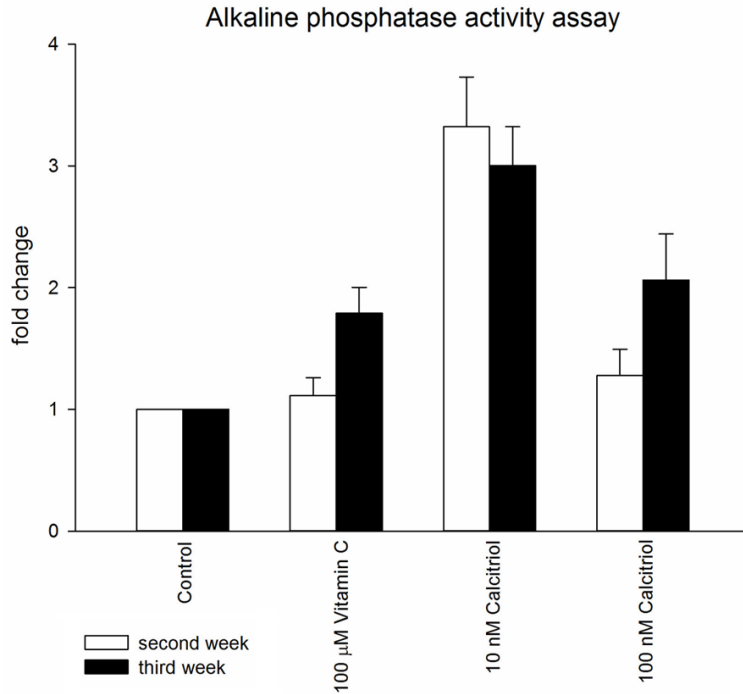 Alkaline phosphatase activity assay
4
3
2
1
0
fold change
Control
100 μM Vitamin C
10 nM Calcitriol
100 nM Calcitriol
second week
third week